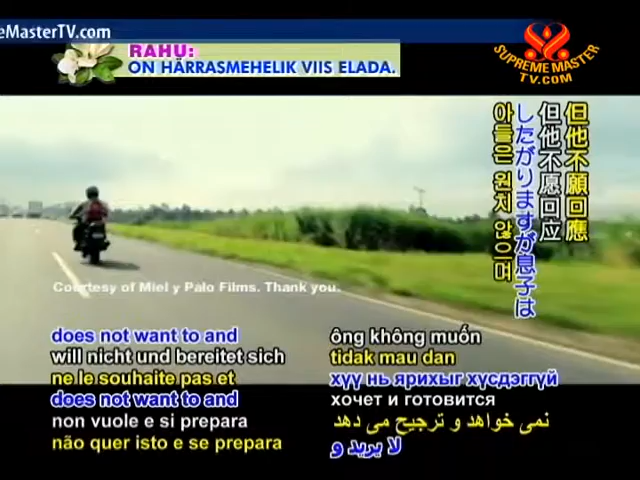 eMasterTV.com
RAHU:
ON HÄRRASMEHELIK VIIS ELADA.
SUPREME MASTER
TV.COM
但他不願回應
但他不愿回应
したがりますが息子は
아들은 원치 않으며
Courtesy of Miel y Palo Films. Thank you.
does not want to and
will nicht und bereitet sich
ne le souhaite pas et
does not want to and
non vuole e si prepara
não quer isto e se prepara
ông không muốn
tidak mau dan
хүү нь ярихыг хүсдэггүй
хочет и готовится
نمی خواهد و ترجیح می دهد
لا يريد و